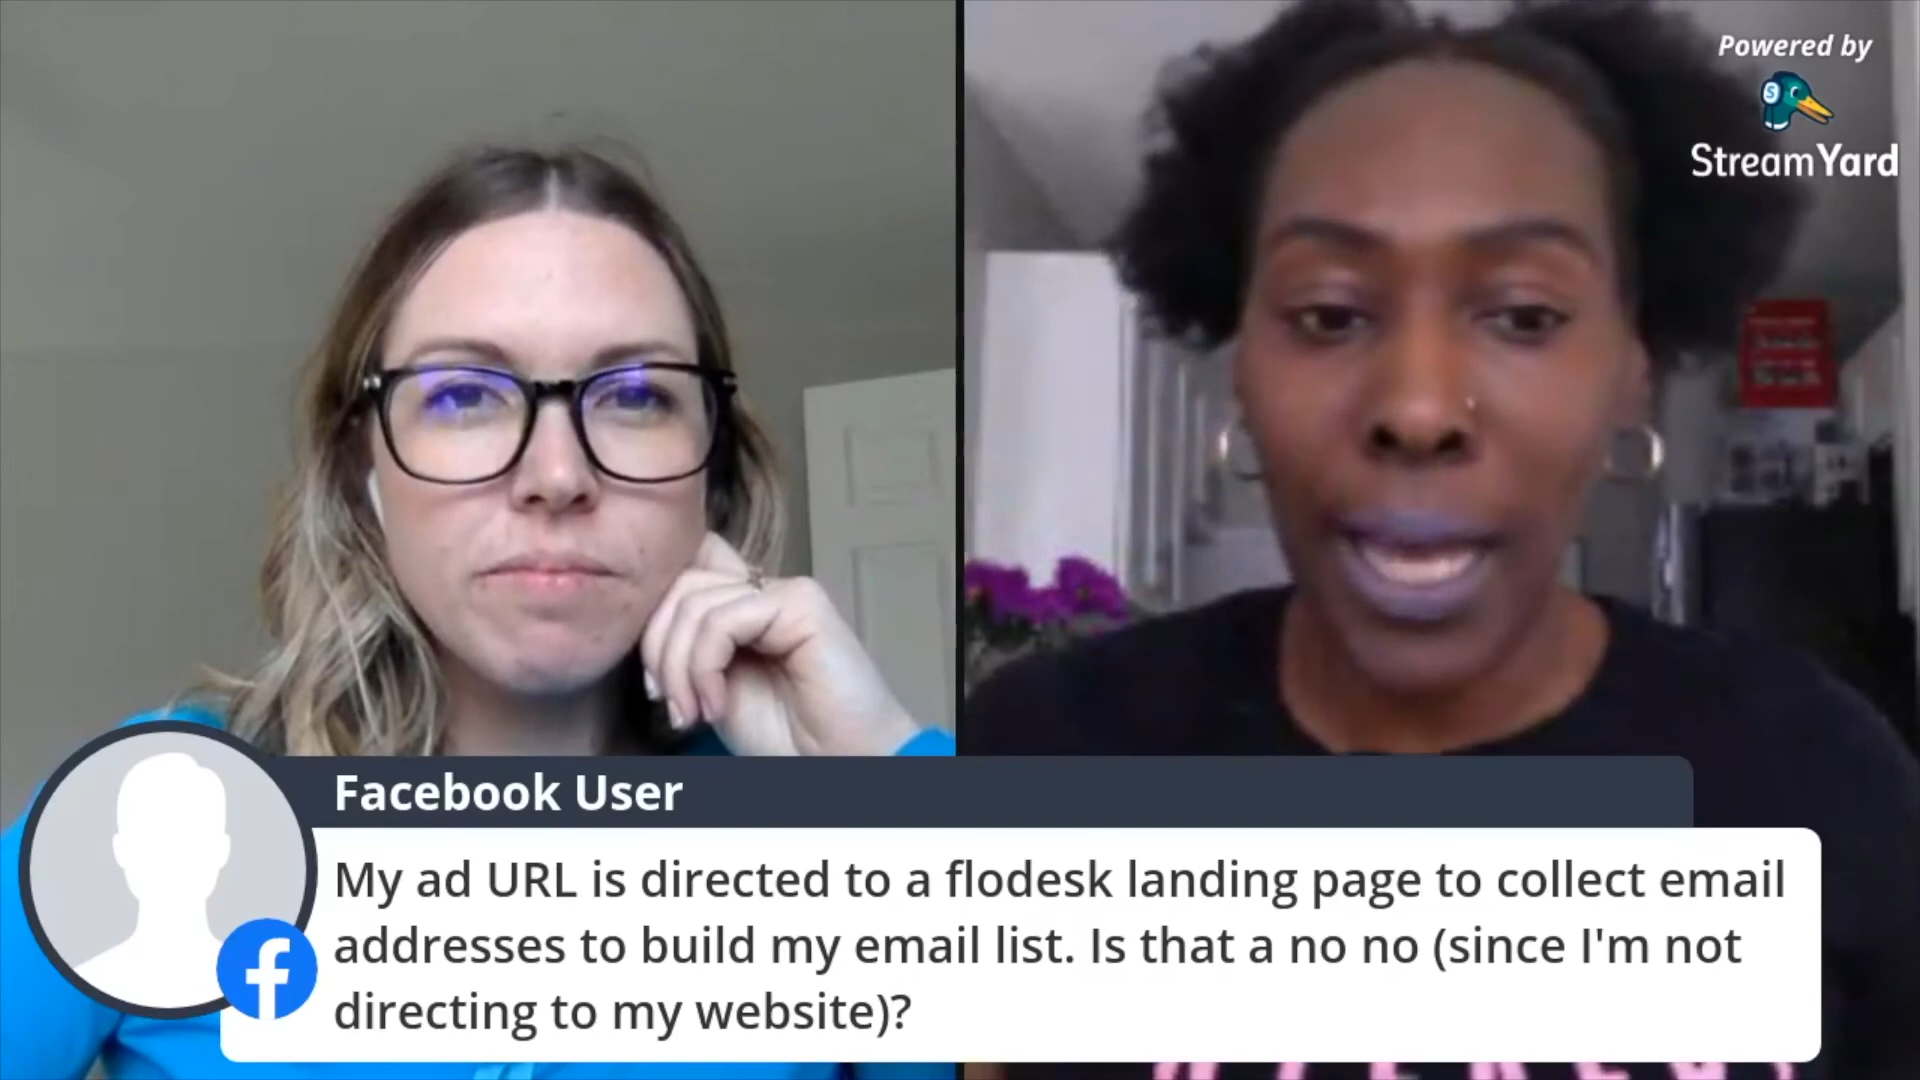 Powered by
StreamYard
Facebook User
My ad URL is directed to a flodesk landing page to collect email
addresses to build my email list. Is that a no no (since I'm not
directing to my website)?